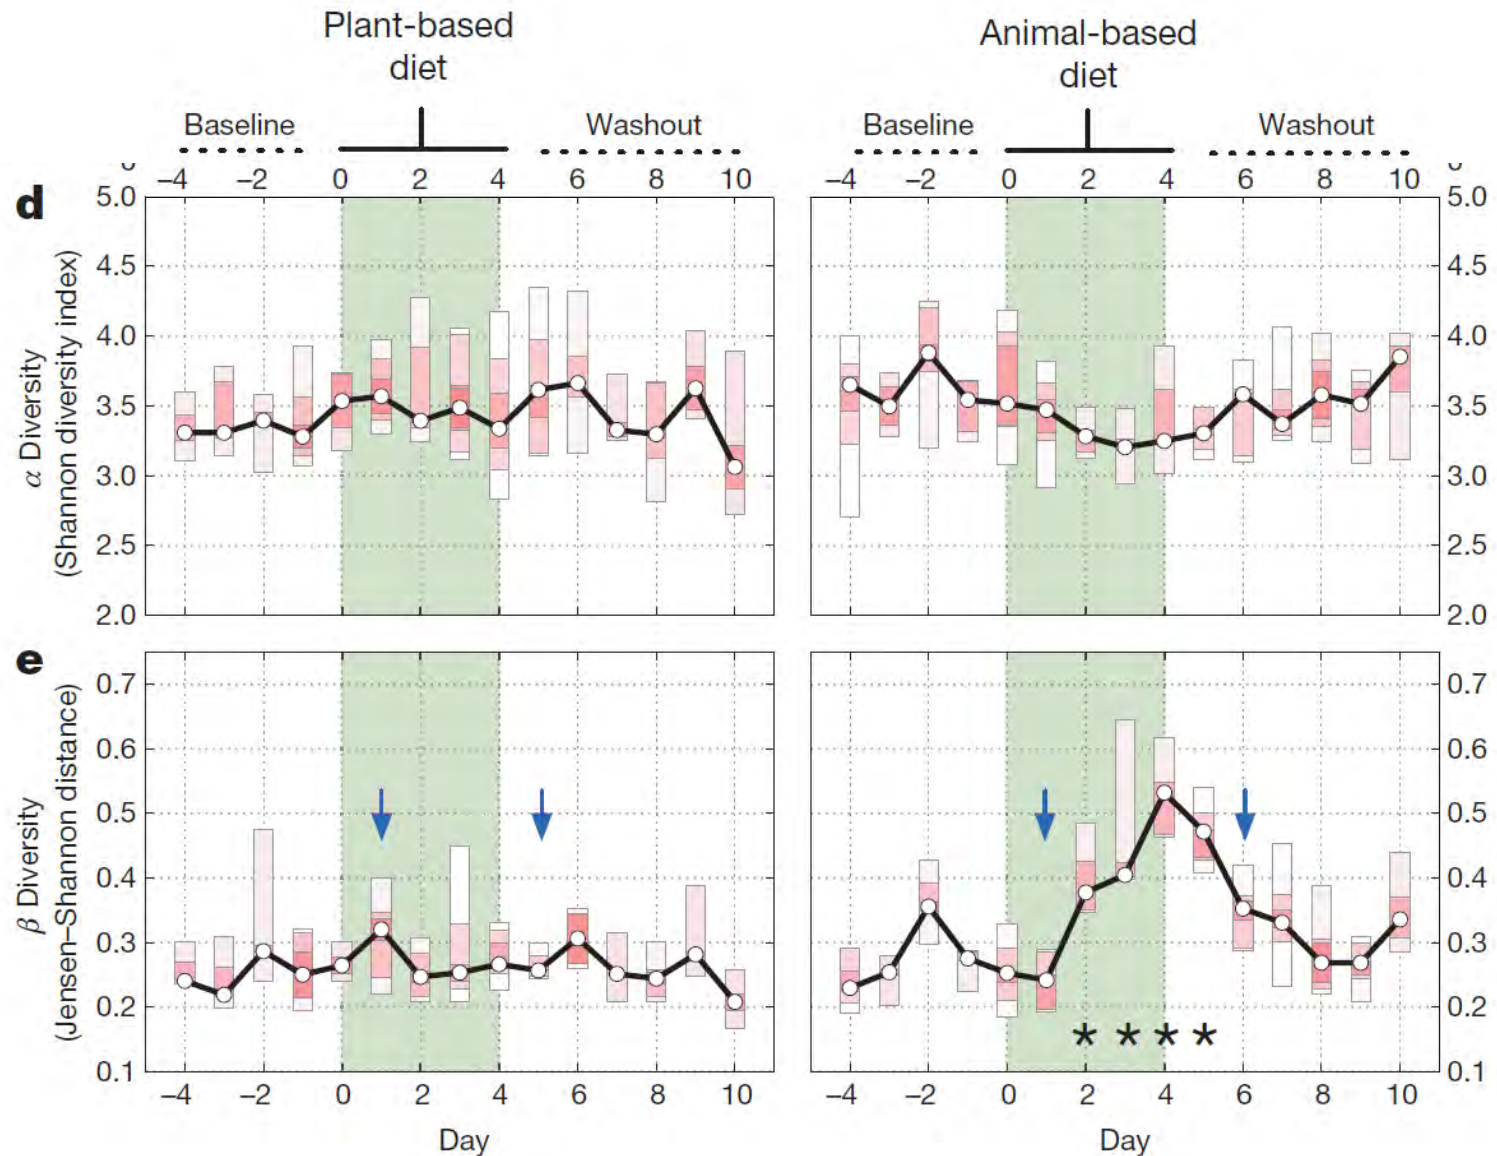 Plant-based
diet
Animal-based
diet
Baseline
Washout
Baseline
Washout
–4 –2 0 2 4 6 8 10
–4 –2 0 2 4 6 8 10
d
5.0
4.5
4.0
3.5
3.0
2.5
2.0
α Diversity
(Shannon diversity index)
5.0
4.5
4.0
3.5
3.0
2.5
2.0
e
0.7
0.6
0.5
0.4
0.3
0.2
0.1
β Diversity
(Jensen–Shannon distance)
* * * *
0.7
0.6
0.5
0.4
0.3
0.2
0.1
–4 –2 0 2 4 6 8 10
–4 –2 0 2 4 6 8 10
Day
Day